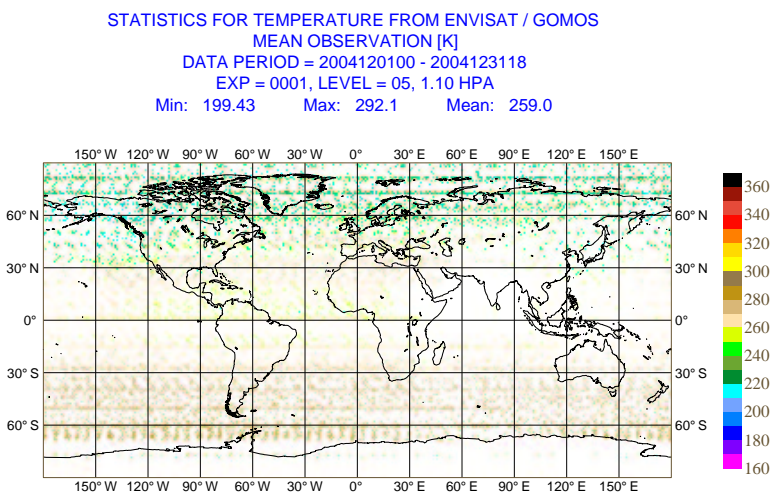 STATISTICS FOR TEMPERATURE FROM ENVISAT / GOMOS
MEAN OBSERVATION [K]
DATA PERIOD = 2004120100 - 2004123118
EXP = 0001, LEVEL = 05, 1.10 HPA
Min: 199.43 Max: 292.1 Mean: 259.0
150° W 120° W 90° W 60° W 30° W 0° 30° E 60° E 90° E 120° E 150° E
60° N 60° N
30° N 30° N
0° 0°
30° S 30° S
60° S 60° S
150° W 120° W 90° W 60° W 30° W 0° 30° E 60° E 90° E 120° E 150° E
360
340
320
300
280
260
240
220
200
180
160